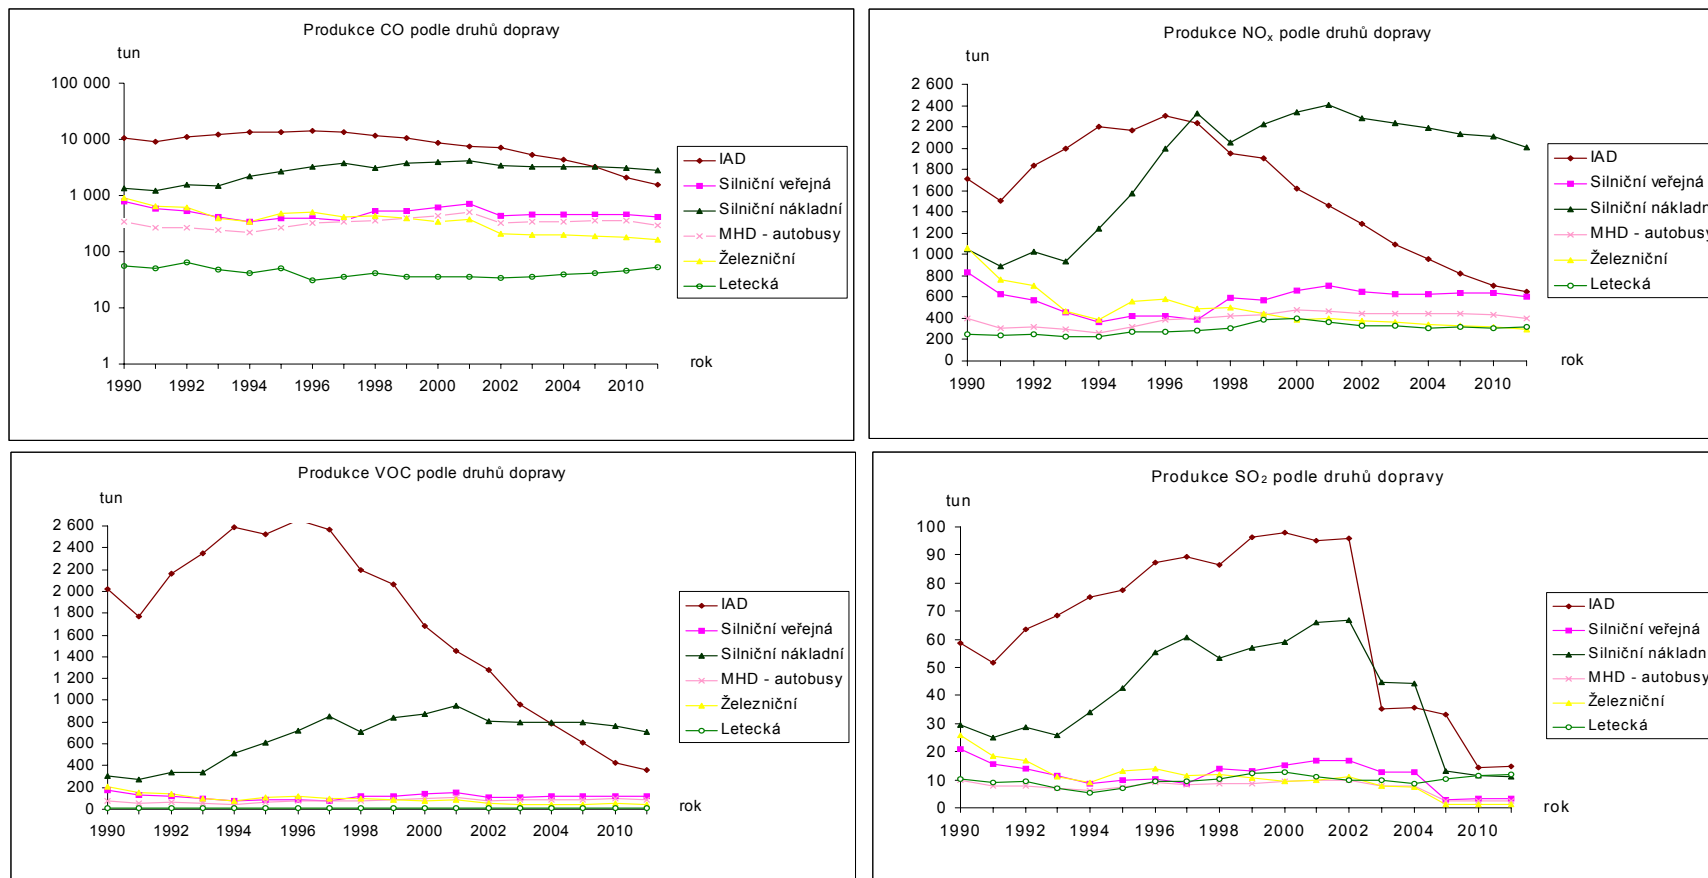 Produkce CO podle druhů dopravy
tun
100 000
10 000
1 000
100
10
1
rok
1990 1992 1994 1996 1998 2000 2002 2004 2010
IAD
Silniční veřejná
Silniční nákladní
MHD - autobusy
Železniční
Letecká
Produkce NOx podle druhů dopravy
tun
2 600
2 400
2 200
2 000
1 800
1 600
1 400
1 200
1 000
800
600
400
200
0
rok
1990 1992 1994 1996 1998 2000 2002 2004 2010
IAD
Silniční veřejná
Silniční nákladn
MHD - autobusy
Železniční
Letecká
Produkce VOC podle druhů dopravy
tun
2 600
2 400
2 200
2 000
1 800
1 600
1 400
1 200
1 000
800
600
400
200
0
rok
1990 1992 1994 1996 1998 2000 2002 2004 2010
IAD
Silniční veřejná
Silniční nákladní
MHD - autobusy
Železniční
Letecká
Produkce SO2 podle druhů dopravy
tun
100
90
80
70
60
50
40
30
20
10
0
rok
1990 1992 1994 1996 1998 2000 2002 2004 2010
IAD
Silniční veřejná
Silniční nákladn
MHD - autobusy
Železniční
Letecká